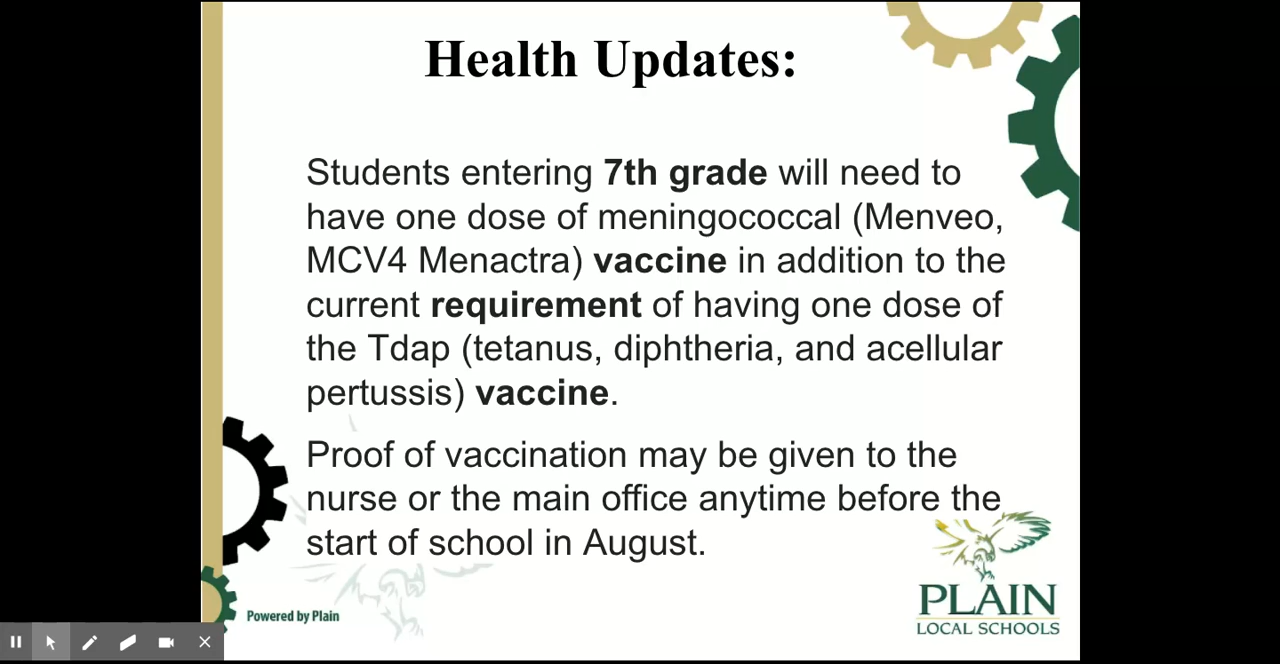 Health Updates:
Students entering 7th grade will need to
have one dose of meningococcal (Menveo,
MCV4 Menactra) vaccine in addition to the
current requirement of having one dose of
the Tdap (tetanus, diphtheria, and acellular
pertussis) vaccine.
Proof of vaccination may be given to the
nurse or the main office anytime before the
start of school in August.
Powered by Plain
PLAIN
LOCAL SCHOOLS